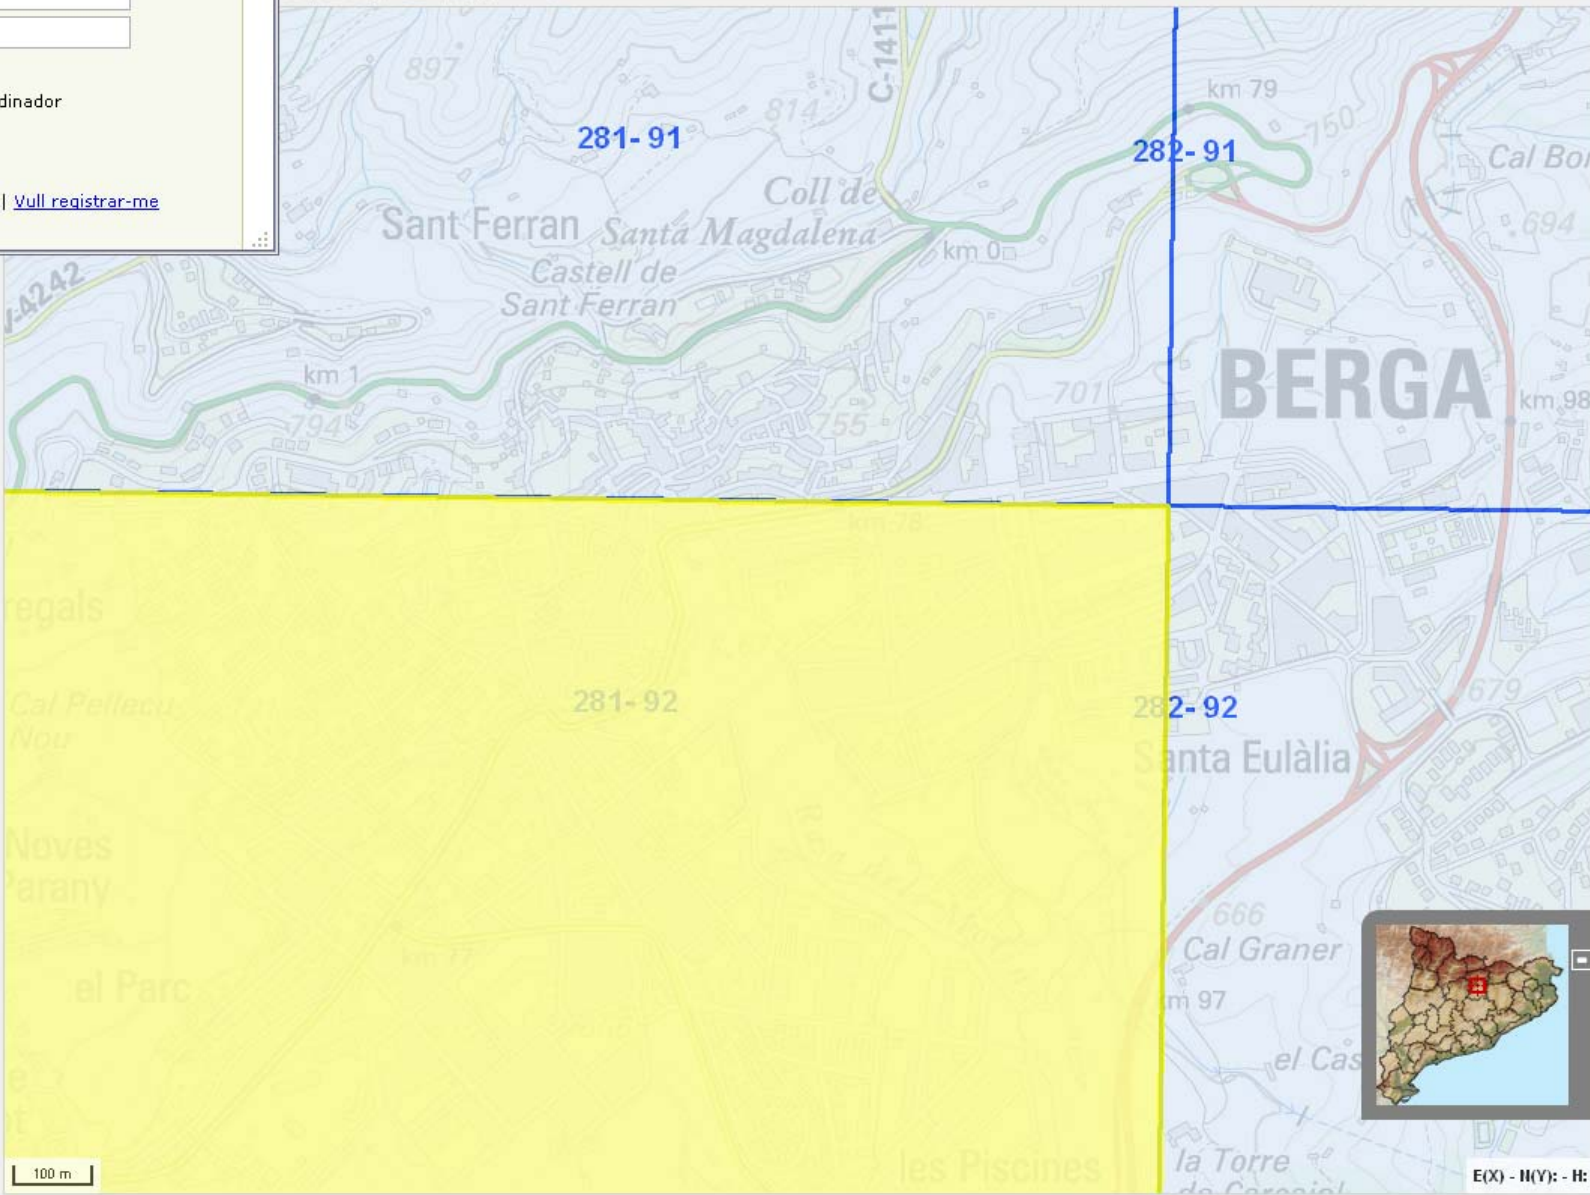 dinador
| Vull registrar-me
897
C-1411
814
km 79
750
281- 91
282- 91
Cal Bol
Coll de
Santa Magdalena
Sant Ferran
694
km 0
V-4242
Castell de
Sant Ferran
BERGA
km 1
701
km 98
794
755
km 78
regals
Cal Pellecu
Nou
281- 92
282- 92
679
Santa Eulàlia
Noves
Parany
666
Cal Graner
km 77
el Parc
km 97
el Cas
100 m
les Piscines
la Torre
E(X) - N(Y): - H: